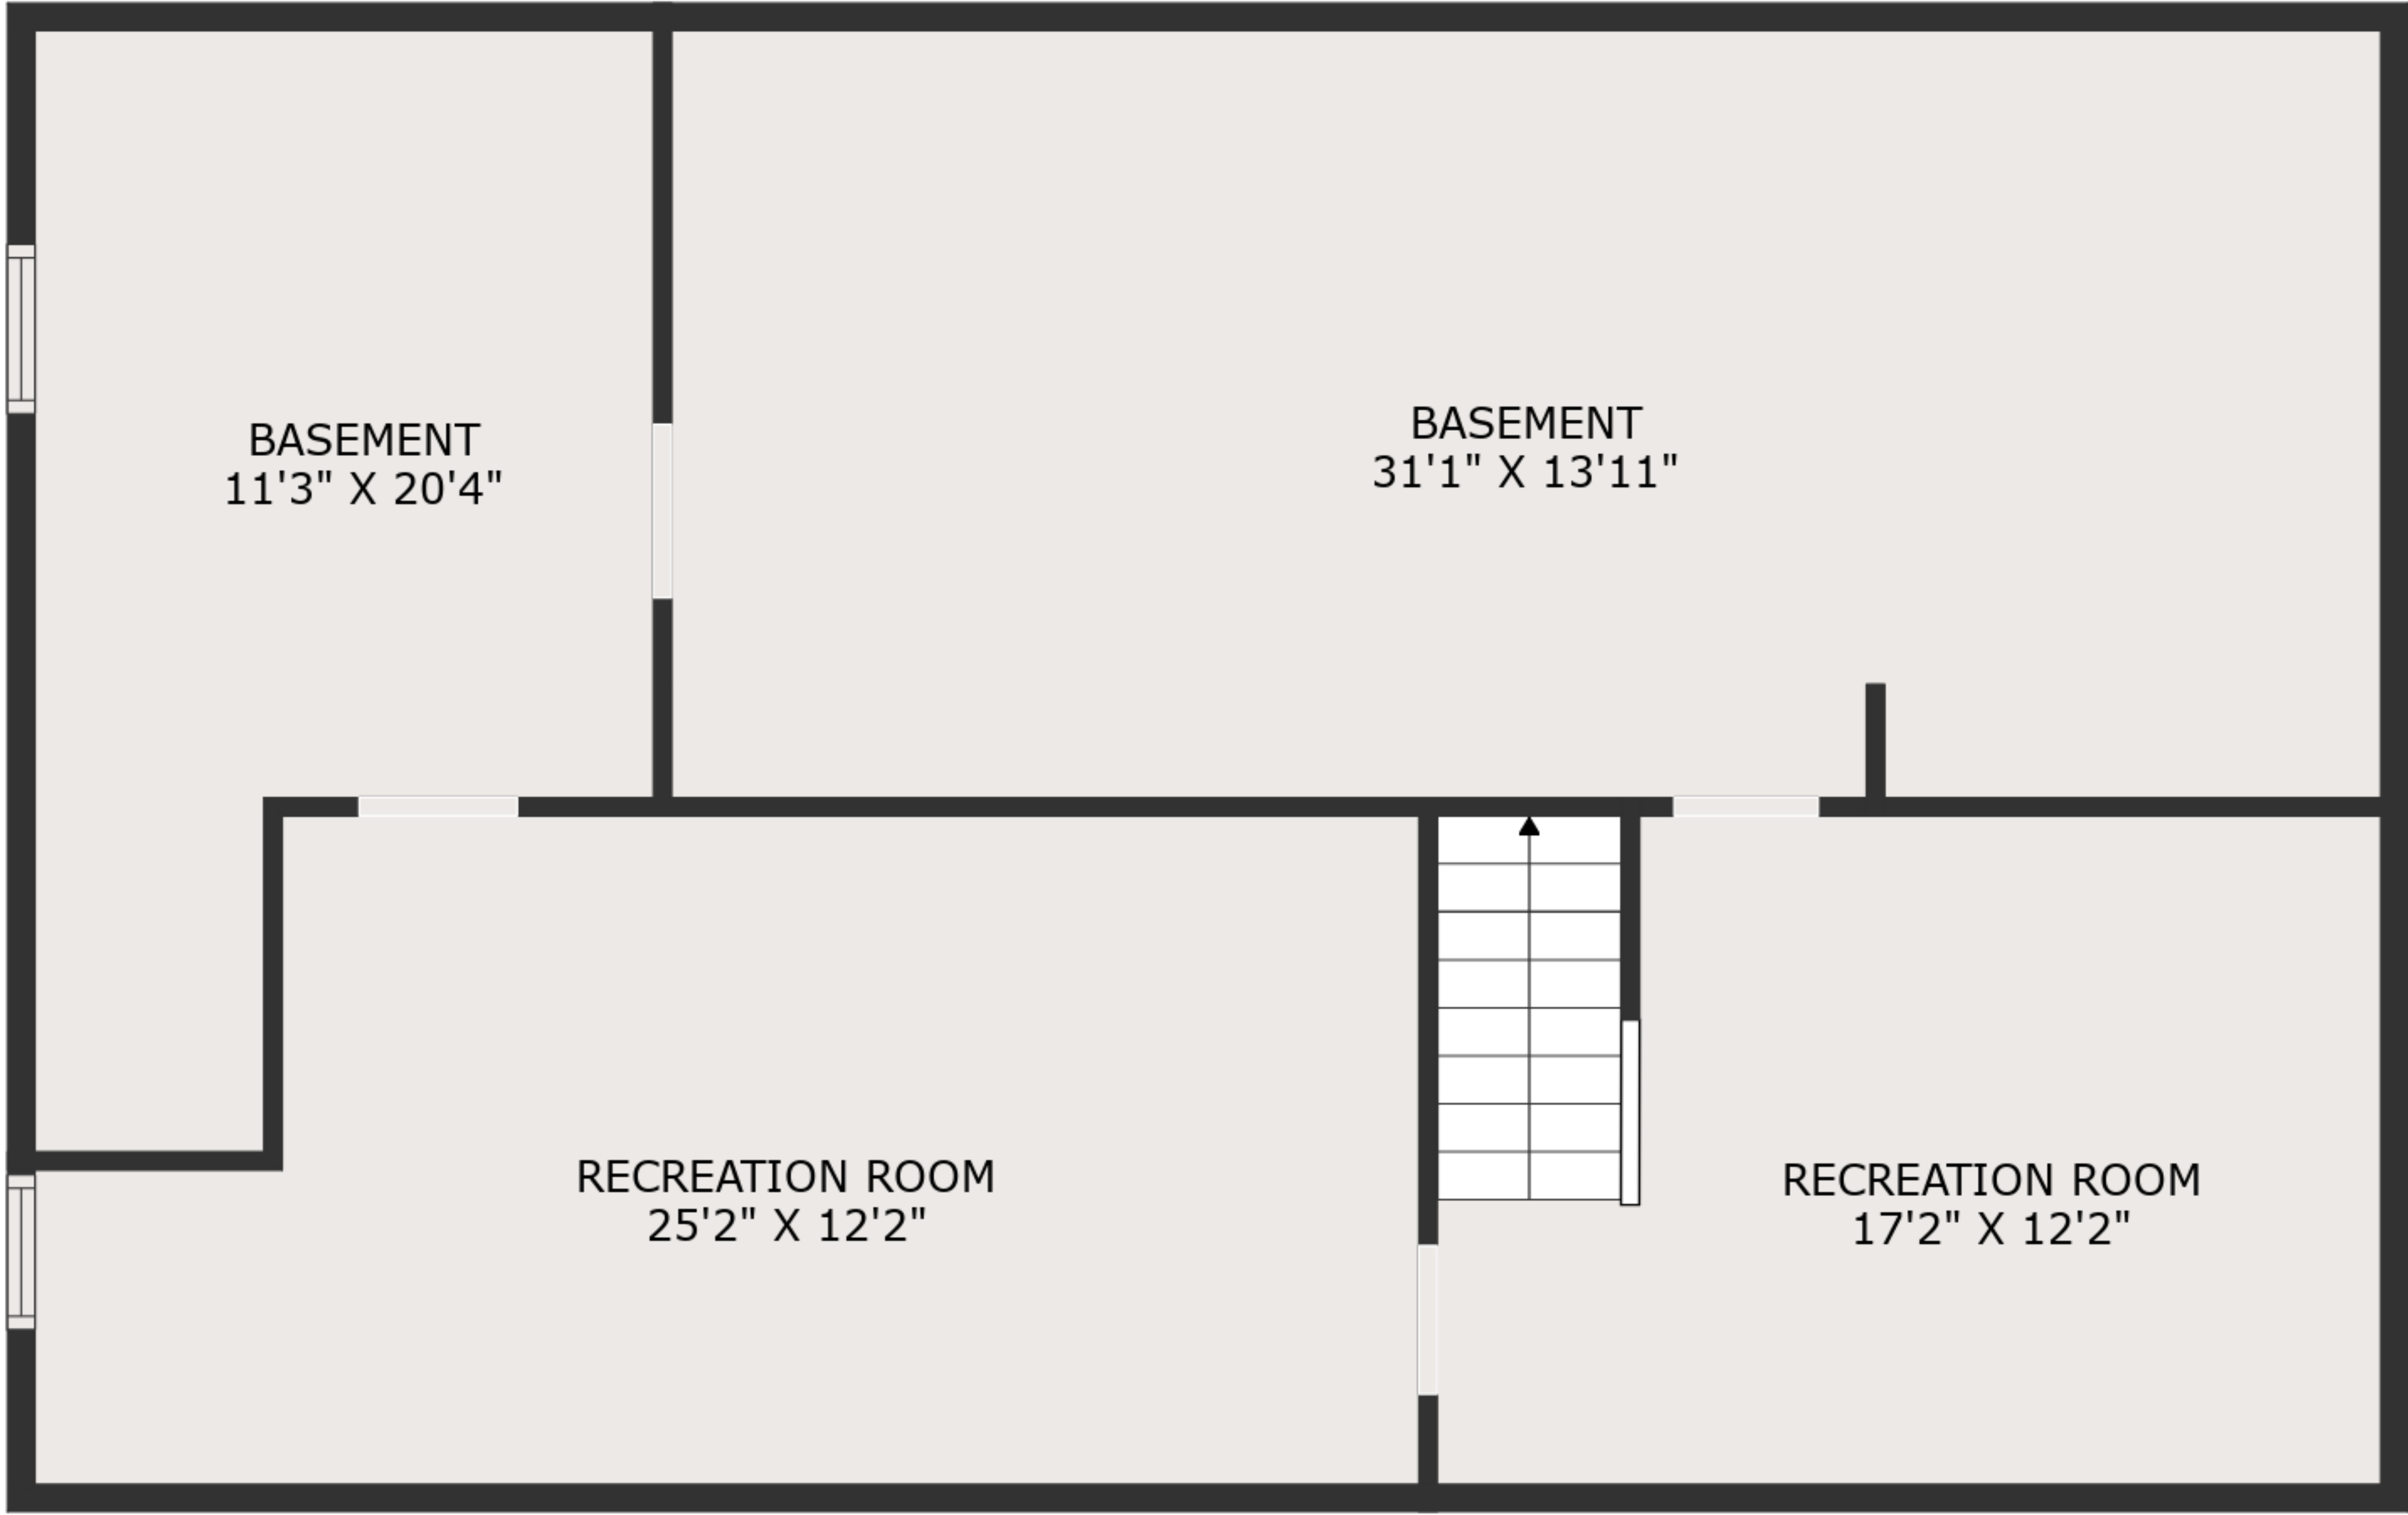 BASEMENT
11'3" X 20'4"
BASEMENT
31'1" X 13'11"
RECREATION ROOM
25'2" X 12'2"
RECREATION ROOM
17'2" X 12'2"